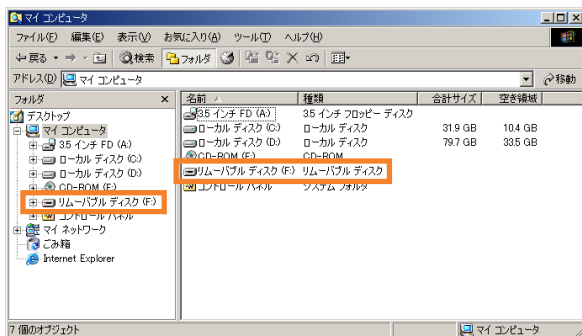 マイ コンピュータ
ファイル(F) 編集(E) 表示(V) お気に入り(A) ツール(T) ヘルプ(H)
戻る 検索 フォルダ
アドレス(D) マイ コンピュータ 移動
フォルダ
デスクトップ
マイ コンピュータ
3.5 インチ FD (A:)
ローカル ディスク (C:)
ローカル ディスク (D:)
CD-ROM (E:)
リムーバブル ディスク (F:)
コントロール パネル
マイ ネットワーク
ごみ箱
Internet Explorer
名前 種類 合計サイズ 空き領域
3.5 インチ FD (A:) 3.5 インチ フロッピー ディスク
ローカル ディスク (C:) ローカル ディスク 31.9 GB 10.4 GB
ローカル ディスク (D:) ローカル ディスク 79.7 GB 33.5 GB
CD-ROM (E:) CD-ROM
リムーバブル ディスク (F:) リムーバブル ディスク
コントロール パネル システム フォルダ
7 個のオブジェクト マイ コンピュータ